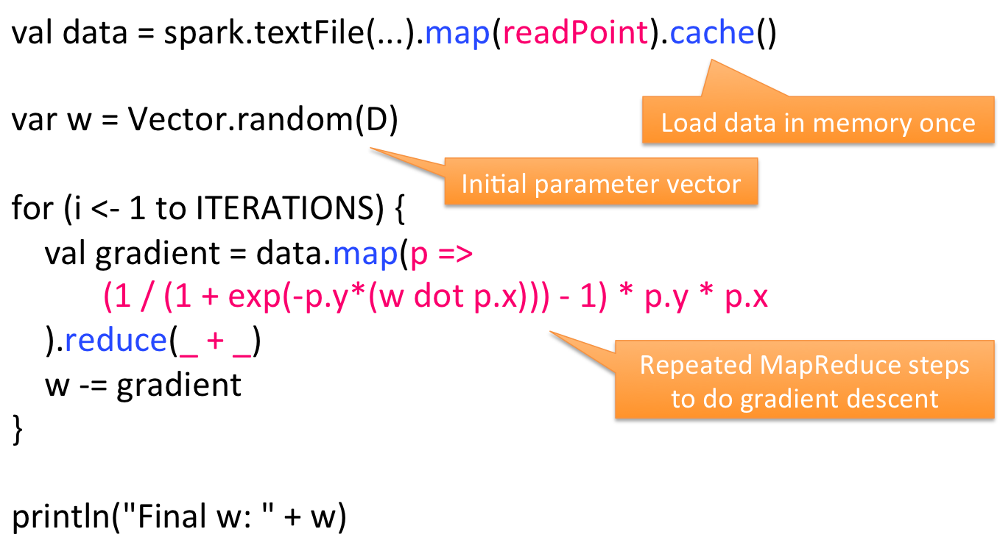 val data = spark.textFile(...).map(readPoint).cache()
Load data in memory once
var w = Vector.random(D)
Initial parameter vector
for (i <- 1 to ITERATIONS) {
val gradient = data.map(p =>
(1 / (1 + exp(-p.y*(w dot p.x))) - 1) * p.y * p.x
).reduce(_ + _)
w -= gradient
Repeated MapReduce steps
to do gradient descent
}
println("Final w: " + w)